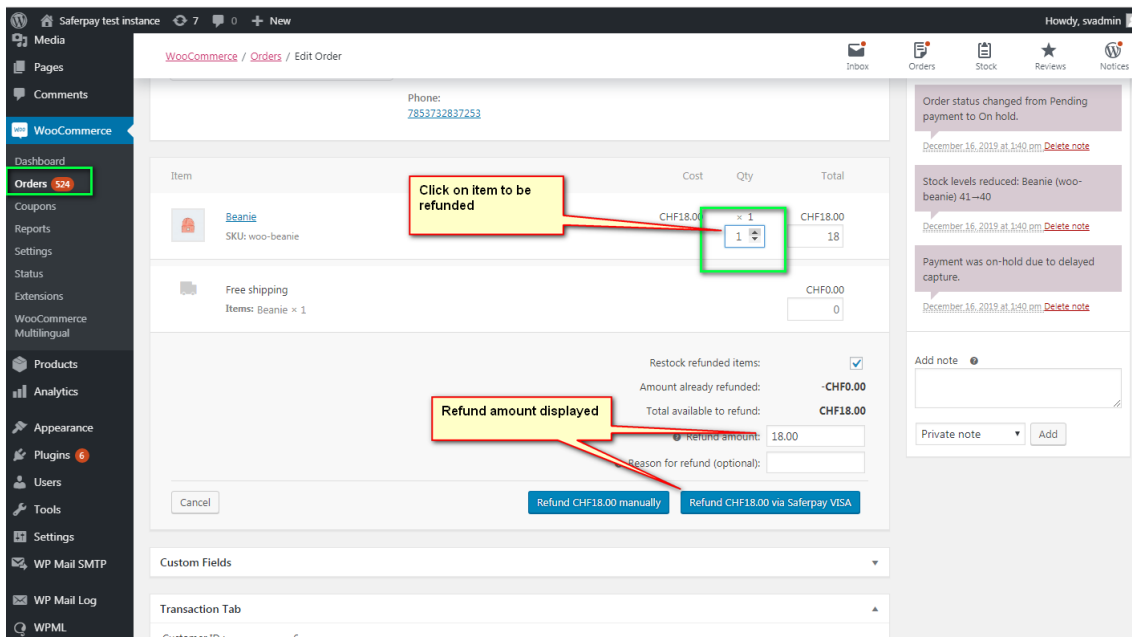 Saferpay test instance 7 0 + New Howdy, svadmin
Media
Pages
Comments
WooCommerce
Dashboard
Orders 524
Coupons
Reports
Settings
Status
Extensions
WooCommerce
Multilingual
Products
Analytics
Appearance
Plugins 6
Users
Tools
Settings
WP Mail SMTP
WP Mail Log
WPML
WooCommerce / Orders / Edit Order
Inbox
Orders
Stock
Reviews
Notices
Phone:
7853732837253
Item Cost Qty Total
Click on item to be
refunded
Beanie CHF18.00 × 1 CHF18.00
SKU: woo-beanie 1 18
Free shipping CHF0.00
Items: Beanie × 1 0
Restock refunded items:
Amount already refunded: -CHF0.00
Total available to refund: CHF18.00
Refund amount displayed
Refund amount: 18.00
Reason for refund (optional):
Cancel
Refund CHF18.00 manually
Refund CHF18.00 via Saferpay VISA
Custom Fields
Transaction Tab
Order status changed from Pending
payment to On hold.
December 16, 2019 at 1:40 pm Delete note
Stock levels reduced: Beanie (woo-
beanie) 41→40
December 16, 2019 at 1:40 pm Delete note
Payment was on-hold due to delayed
capture.
December 16, 2019 at 1:40 pm Delete note
Add note
Private note
Add